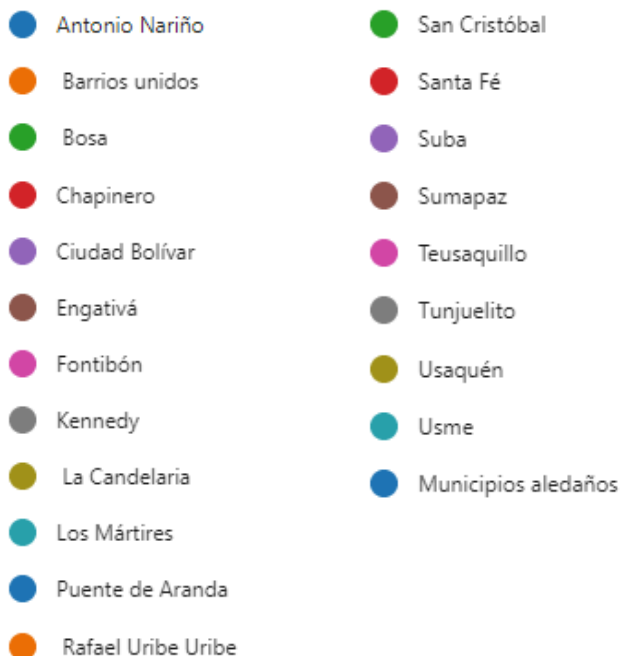 Antonio Nariño
Barrios unidos
Bosa
Chapinero
Ciudad Bolívar
Engativá
Fontibón
Kennedy
La Candelaria
Los Mártires
Puente de Aranda
Rafael Uribe Uribe
San Cristóbal
Santa Fé
Suba
Sumapaz
Teusaquillo
Tunjuelito
Usaquén
Usme
Municipios aledaños